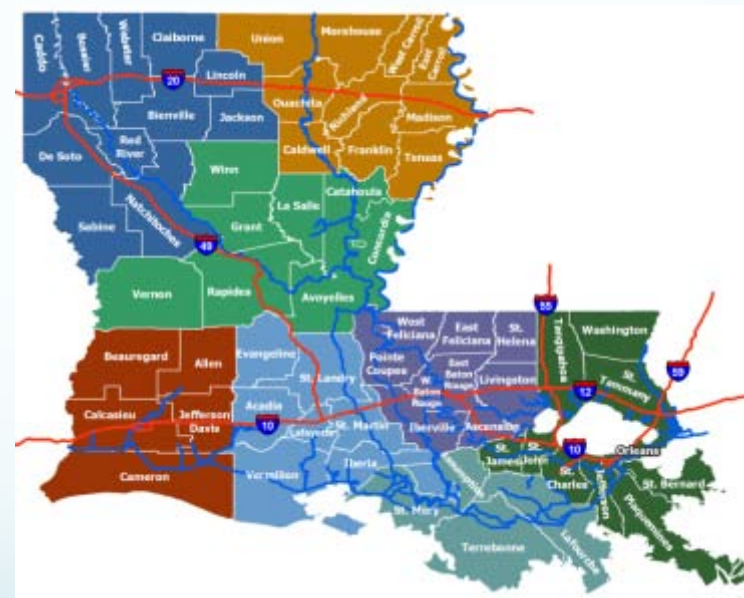 Caddo
Bossier
Webster
Claiborne
Union
Morehouse
West Carrol
East Carrol
Lincoln
20
Ouachita
Richland
Madison
Bienville
Jackson
Caldwell
Franklin
Tensas
De Soto
Red
River
Winn
Sabine
Natchitoches
49
Grant
La Salle
Catahoula
Concordia
Vernon
Rapides
Avoyelles
Beauregard
Allen
Evangeline
St. Landry
Pointe
Coupee
West
Feliciana
East
Feliciana
St.
Helena
55
Tangipahoa
Washington
St.
Tammany
59
Calcasieu
Jefferson
Davis
Acadia
10
Lafayette
St. Martin
W.
Baton
Rouge
East
Baton
Rouge
Livingston
12
Iberville
Ascension
Cameron
Vermilion
Iberia
St. Mary
Assumption
St.
James
St.
John
St.
Charles
10
Orleans
Jefferson
St. Bernard
Plaquemines
Terrebonne
Lafourche